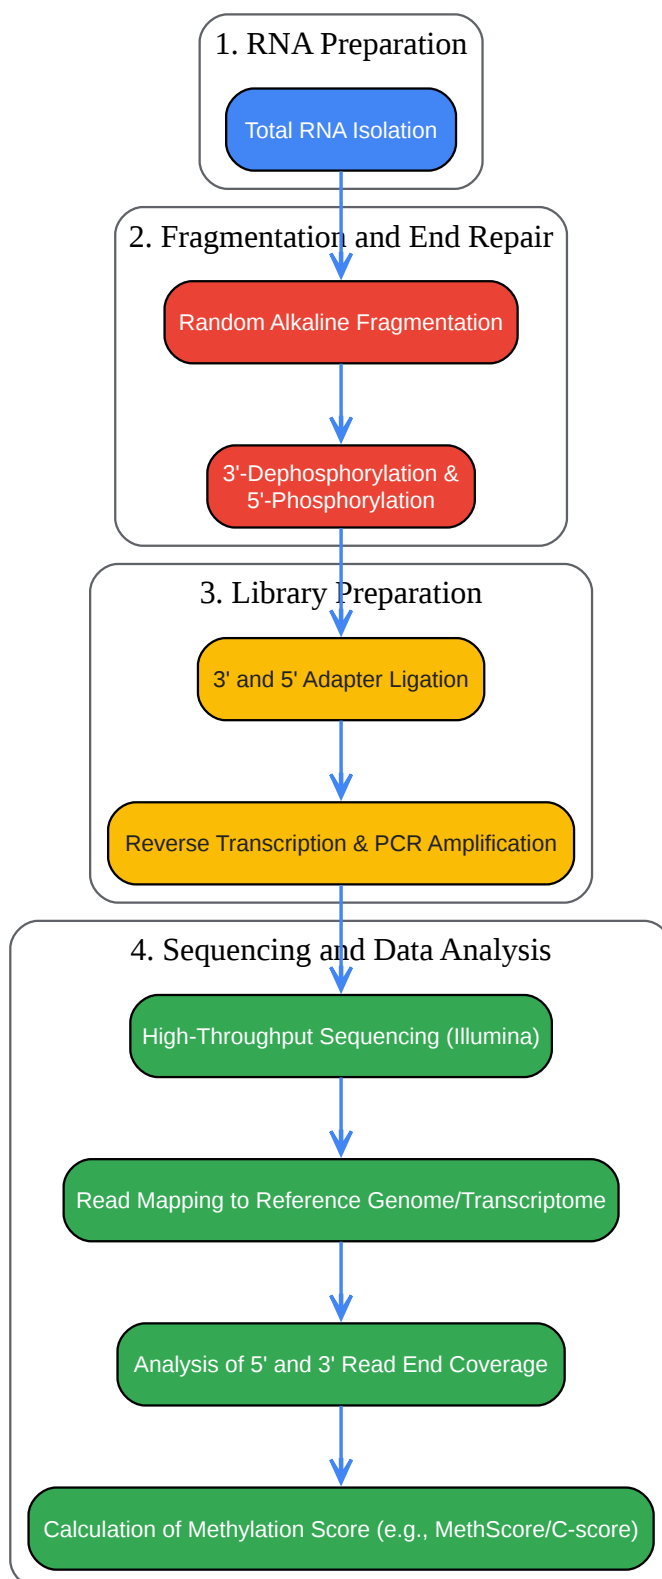 1. RNA Preparation
Total RNA Isolation
2. Fragmentation and End Repair
Random Alkaline Fragmentation
3'-Dephosphorylation &
5'-Phosphorylation
3. Library Preparation
3' and 5' Adapter Ligation
Reverse Transcription & PCR Amplification
4. Sequencing and Data Analysis
High-Throughput Sequencing (Illumina)
Read Mapping to Reference Genome/Transcriptome
Analysis of 5' and 3' Read End Coverage
Calculation of Methylation Score (e.g., MethScore/C-score)